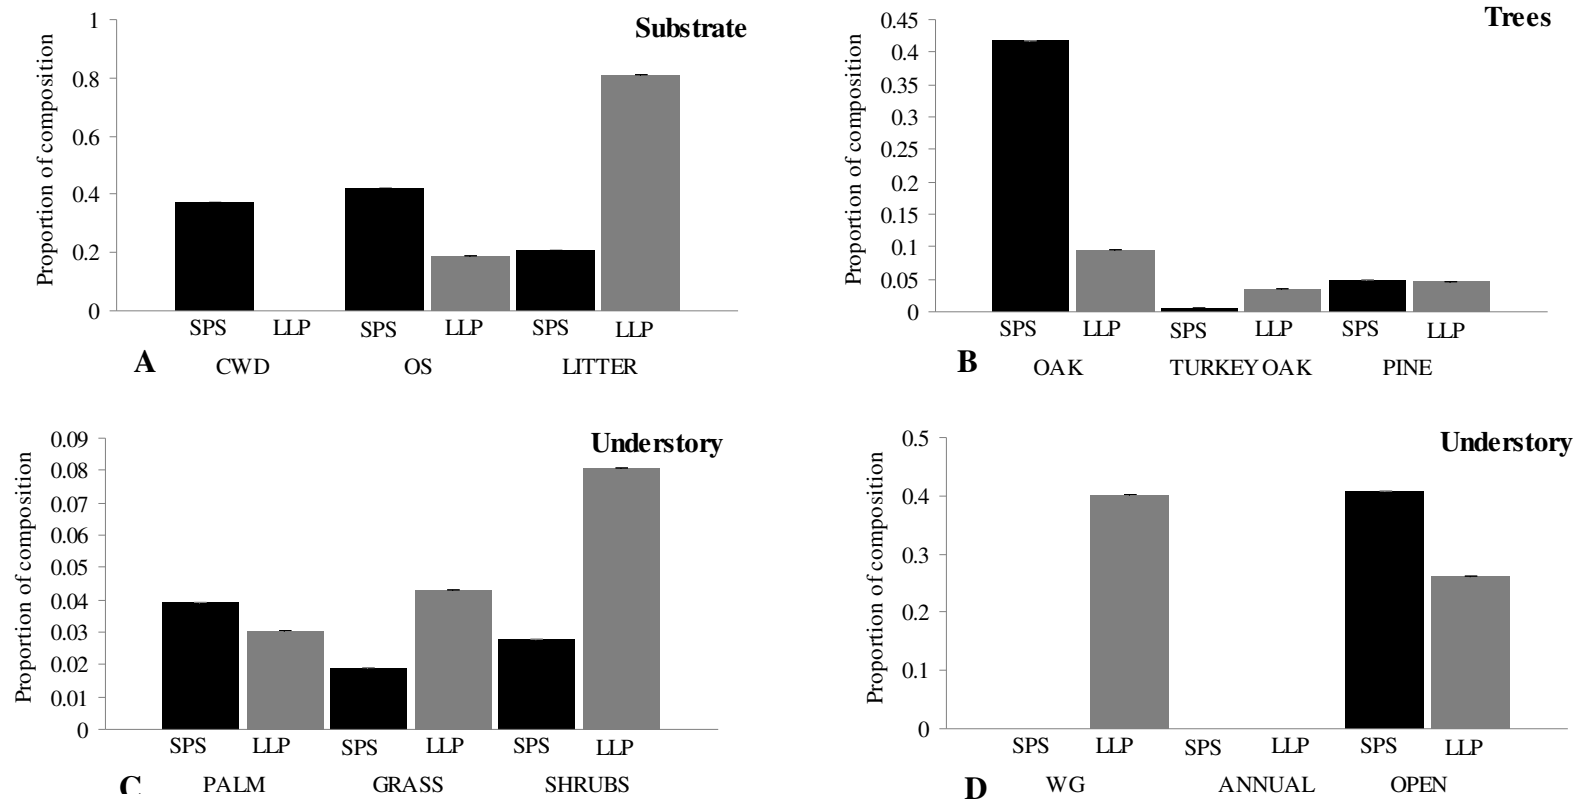 Substrate
Proportion of composition
1
0.8
0.6
0.4
0.2
0
SPS LLP SPS LLP SPS LLP
A CWD OS LITTER
Trees
Proportion of composition
0.45
0.4
0.35
0.3
0.25
0.2
0.15
0.1
0.05
0
SPS LLP SPS LLP SPS LLP
B OAK TURKEY OAK PINE
Understory
Proportion of composition
0.09
0.08
0.07
0.06
0.05
0.04
0.03
0.02
0.01
0
SPS LLP SPS LLP SPS LLP
C PALM GRASS SHRUBS
Understory
Proportion of composition
0.5
0.4
0.3
0.2
0.1
0
SPS LLP SPS LLP SPS LLP
D WG ANNUAL OPEN